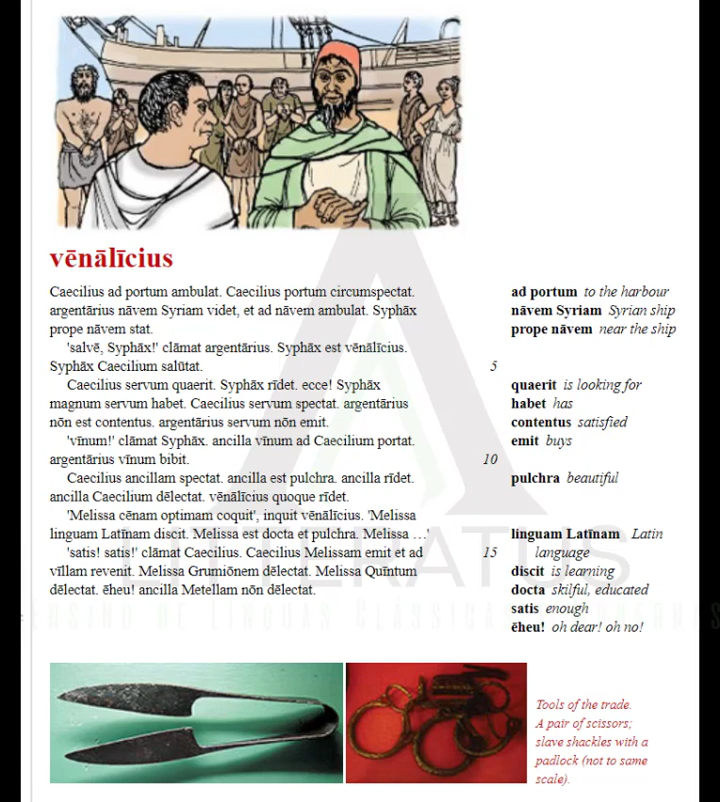 vēnālīcius
Caecilius ad portum ambulat. Caecilius portum circumspectat.
argentārius nāvem Syriam videt, et ad nāvem ambulat. Syphāx
prope nāvem stat.
'salvē, Syphāx!' clāmat argentārius. Syphāx est vēnālīcius.
Syphāx Caecilium salūtat.
5
Caecilius servum quaerit. Syphāx rīdet. ecce! Syphāx
magnum servum habet. Caecilius servum spectat. argentārius
nōn est contentus. argentārius servum nōn emit.
'vīnum!' clāmat Syphāx. ancilla vīnum ad Caecilium portat.
argentārius vīnum bibit.
10
Caecilius ancillam spectat. ancilla est pulchra. ancilla rīdet.
ancilla Caecilium dēlectat. vēnālīcius quoque rīdet.
'Melissa cēnam optimam coquit', inquit vēnālīcius. 'Melissa
linguam Latīnam discit. Melissa est docta et pulchra. Melissa ...'
'satis! satis!' clāmat Caecilius. Caecilius Melissam emit et ad
15
vīllam revenit. Melissa Grumiōnem dēlectat. Melissa Quīntum
dēlectat. ēheu! ancilla Metellam nōn dēlectat.
ad portum to the harbour
nāvem Syriam Syrian ship
prope nāvem near the ship
quaerit is looking for
habet has
contentus satisfied
emit buys
pulchra beautiful
linguam Latīnam Latin
language
discit is learning
docta skilful, educated
satis enough
ēheu! oh dear! oh no!
Tools of the trade.
A pair of scissors;
slave shackles with a
padlock (not to same
scale).
LITTERATUS